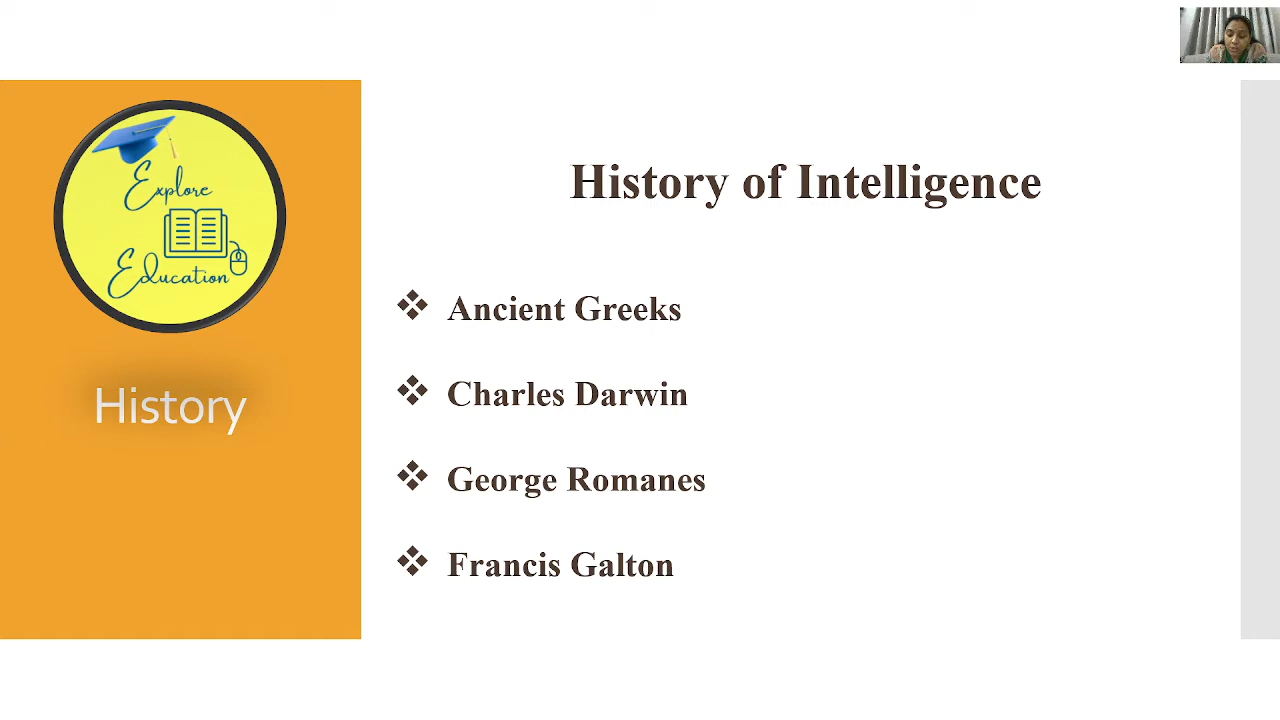 Explore
Education
History
History of Intelligence
Ancient Greeks
Charles Darwin
George Romanes
Francis Galton